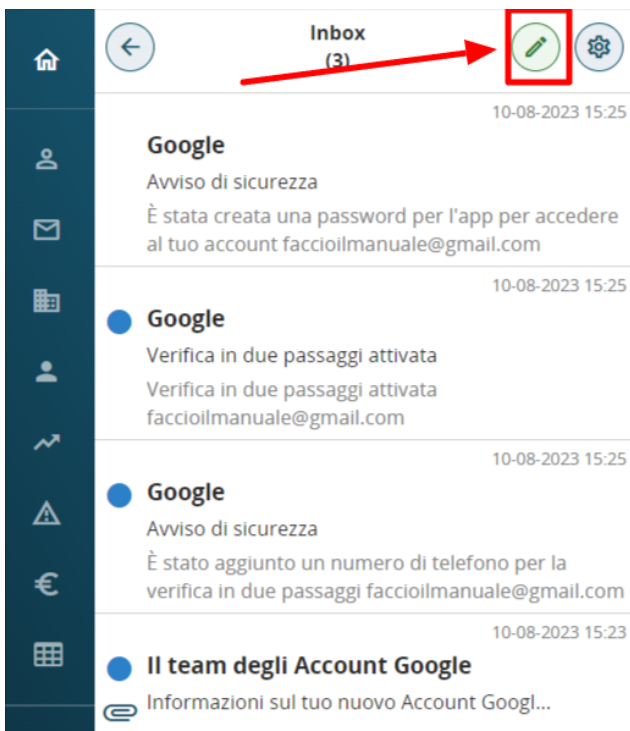 Inbox
(3)
10-08-2023 15:25
Google
Avviso di sicurezza
È stata creata una password per l'app per accedere
al tuo account faccioilmanuale@gmail.com
10-08-2023 15:25
Google
Verifica in due passaggi attivata
Verifica in due passaggi attivata
faccioilmanuale@gmail.com
10-08-2023 15:25
Google
Avviso di sicurezza
È stato aggiunto un numero di telefono per la
verifica in due passaggi faccioilmanuale@gmail.com
10-08-2023 15:23
Il team degli Account Google
Informazioni sul tuo nuovo Account Googl...